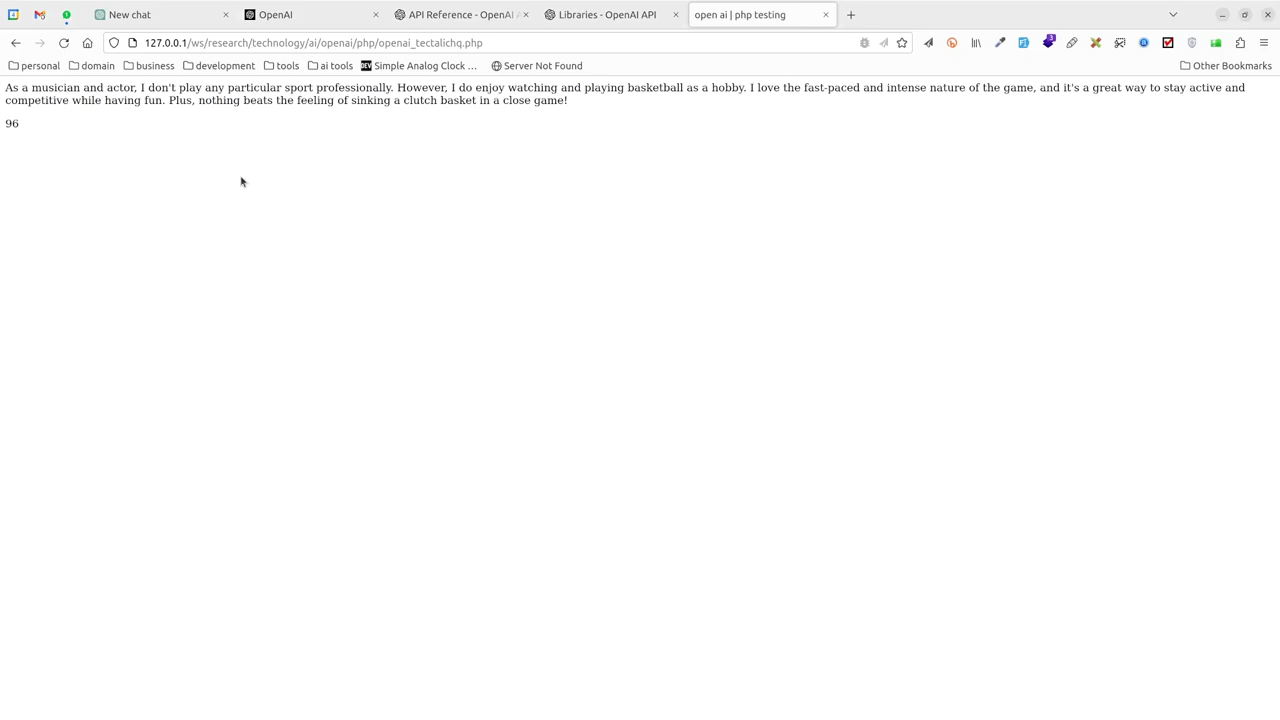 New chat
OpenAI
API Reference - OpenAI A
Libraries - OpenAI API
open ai | php testing
127.0.0.1/ws/research/technology/ai/openai/php/openai_tectalichq.php
3
personal
domain
business
development
tools
ai tools
DEV
Simple Analog Clock ...
Server Not Found
Other Bookmarks
As a musician and actor, I don't play any particular sport professionally. However, I do enjoy watching and playing basketball as a hobby. I love the fast-paced and intense nature of the game, and it's a great way to stay active and
competitive while having fun. Plus, nothing beats the feeling of sinking a clutch basket in a close game!
96